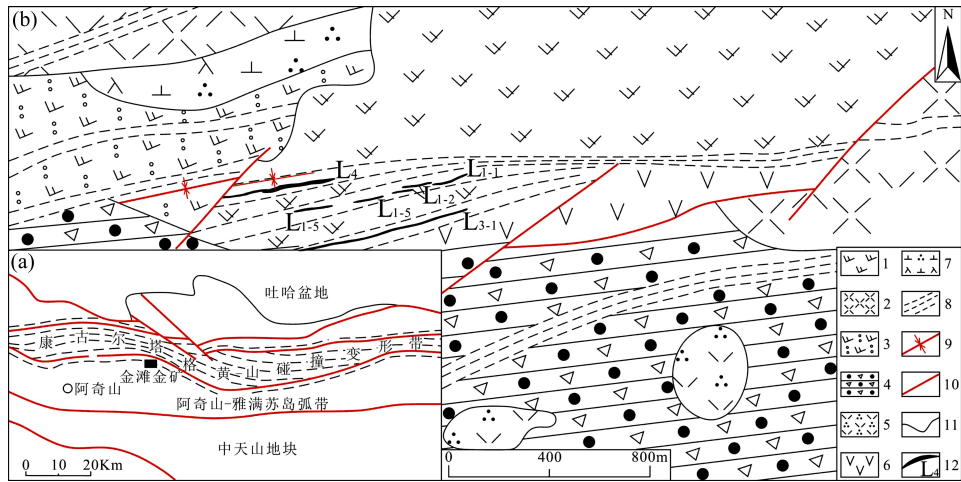 (b)
N
L4
L1-1
L1-2
L1-5
L1-5
L3-1
(a)
吐哈盆地
康古尔塔格黄山碰撞变形带
金滩金矿
阿奇山
阿奇山-雅满苏岛弧带
中天山地块
0 10 20Km
0 400 800m
1 7
2 8
3 9
4 10
5 11
6 L4 12